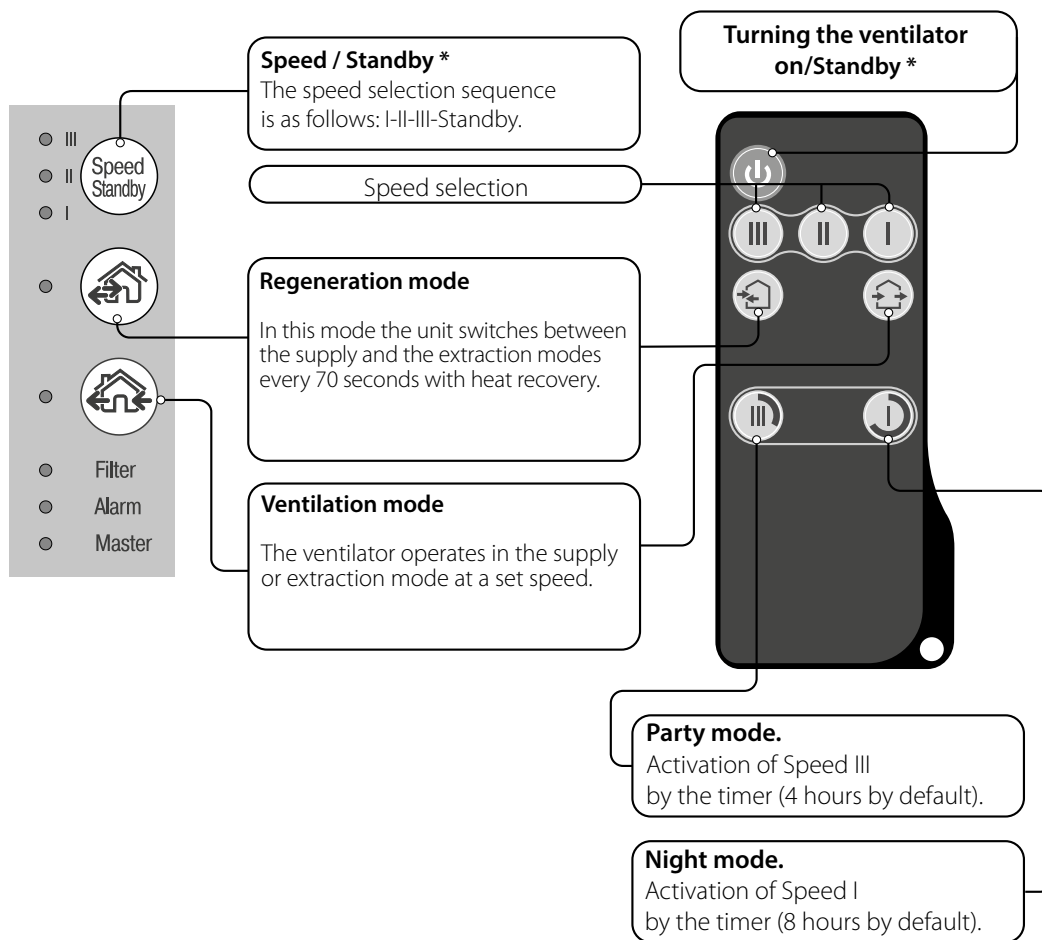 Speed / Standby *
The speed selection sequence
is as follows: I-II-III-Standby.
Turning the ventilator
on/Standby *
III
II
I
Speed
Standby
Speed selection
III
II
I
Regeneration mode
In this mode the unit switches between
the supply and the extraction modes
every 70 seconds with heat recovery.
III
I
Filter
Alarm
Master
Ventilation mode
The ventilator operates in the supply
or extraction mode at a set speed.
Party mode.
Activation of Speed III
by the timer (4 hours by default).
Night mode.
Activation of Speed I
by the timer (8 hours by default).